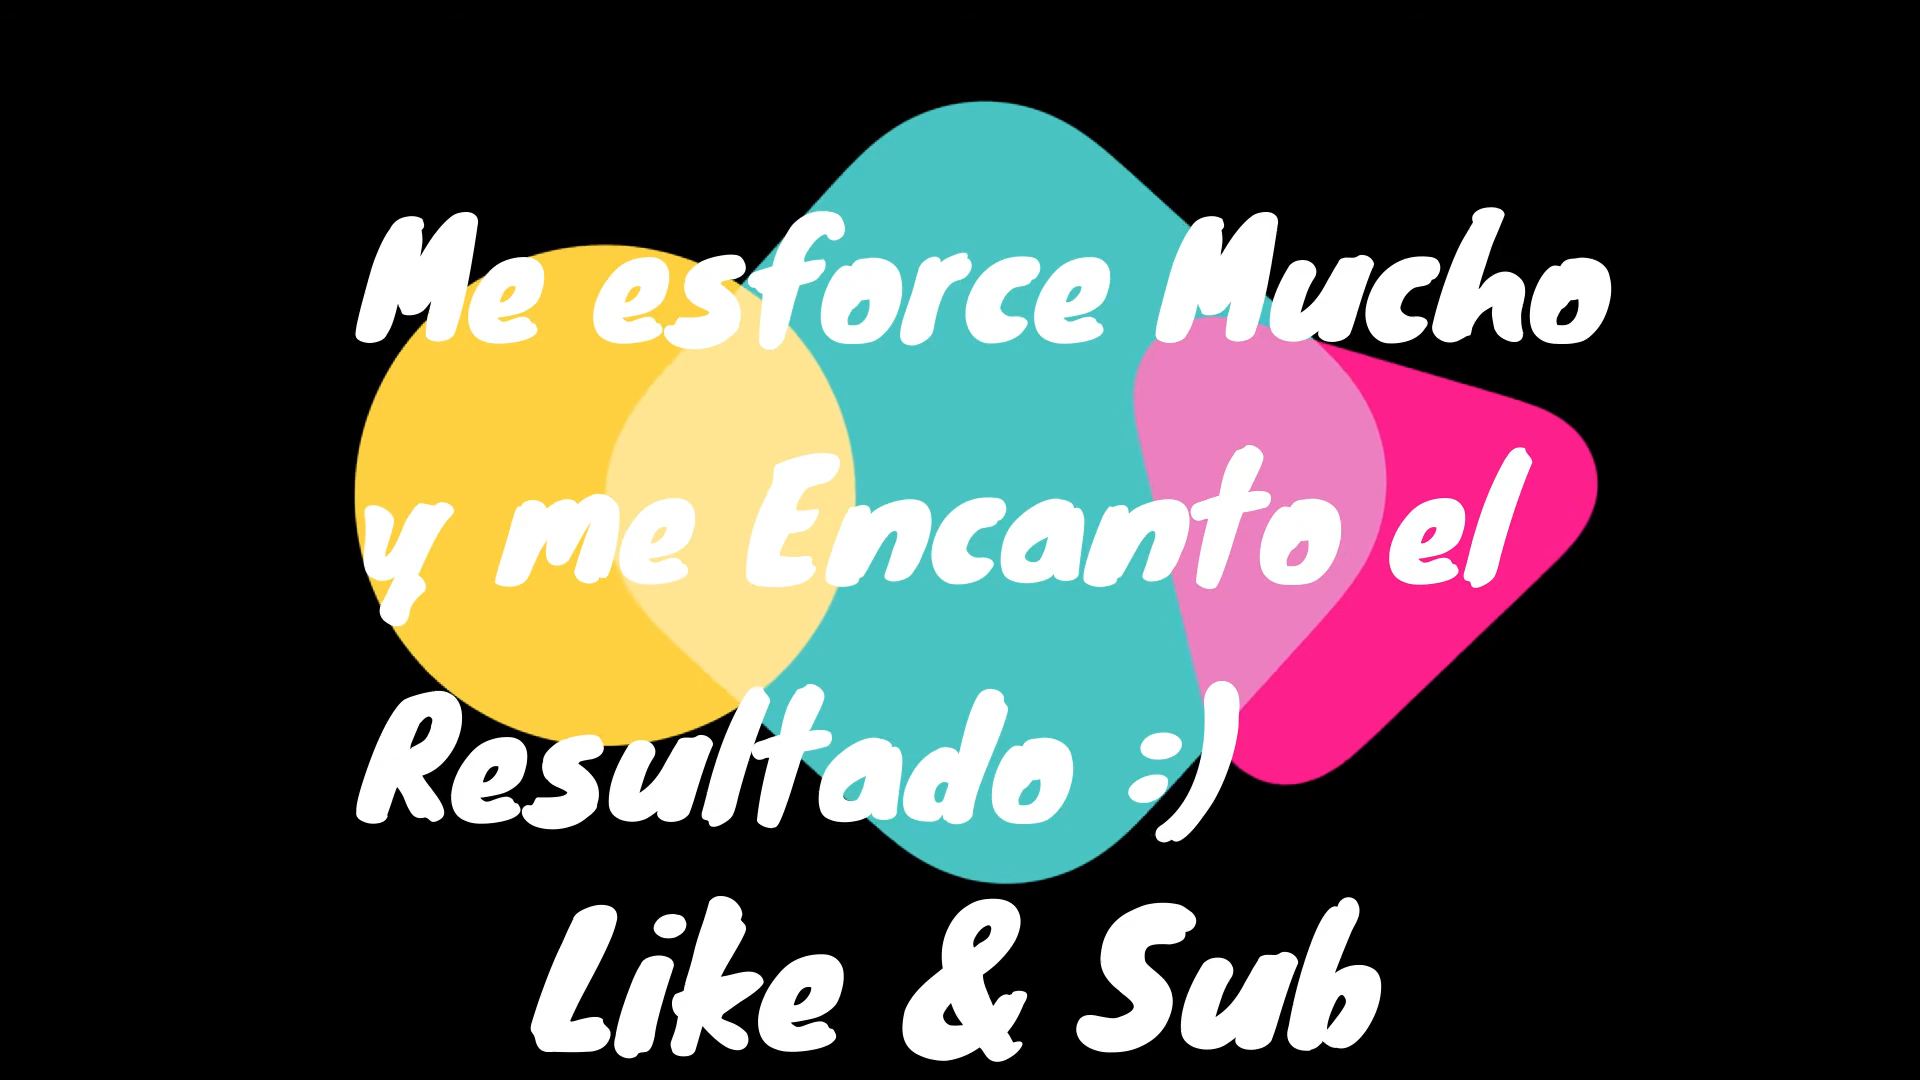 Me esforce Mucho
y me Encanto el
Resultado :)
Like & Sub